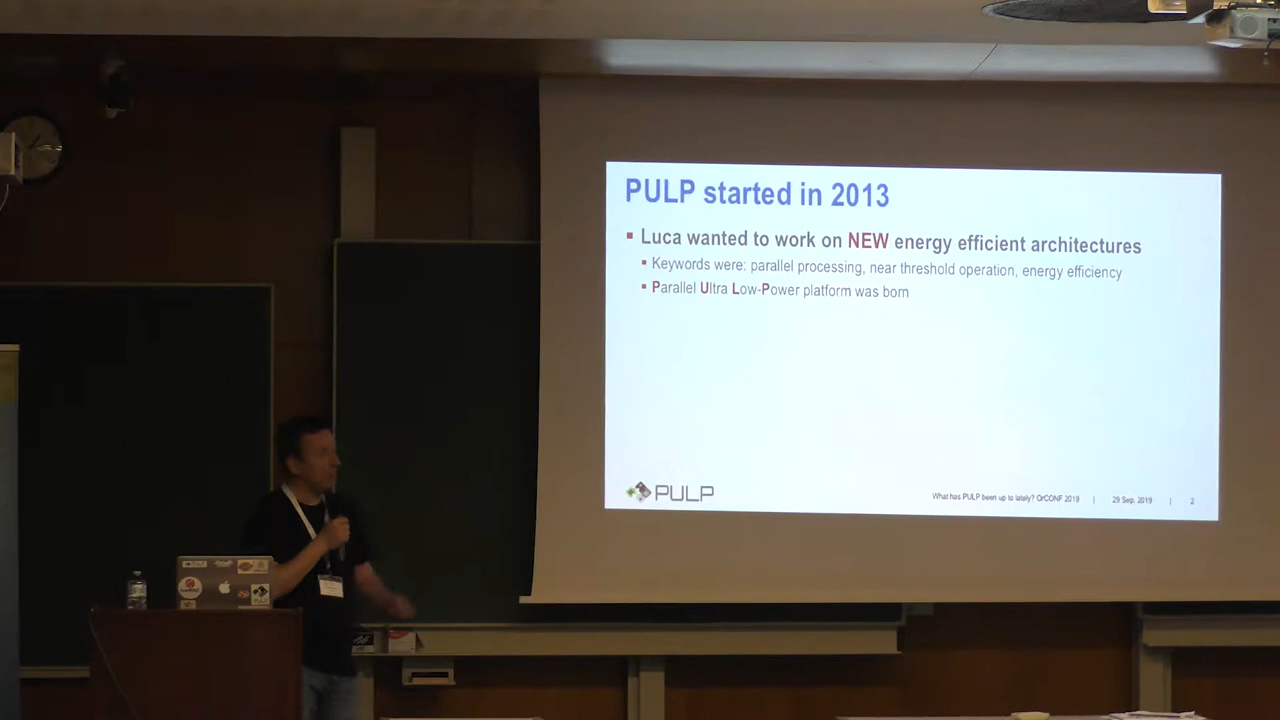 PULP started in 2013
Luca wanted to work on NEW energy efficient architectures
Keywords were: parallel processing, near threshold operation, energy efficiency
Parallel Ultra Low-Power platform was born
PULP
What has PULP been up to lately? OrCONF 2019 | 29 Sep. 2019 | 2
PULP